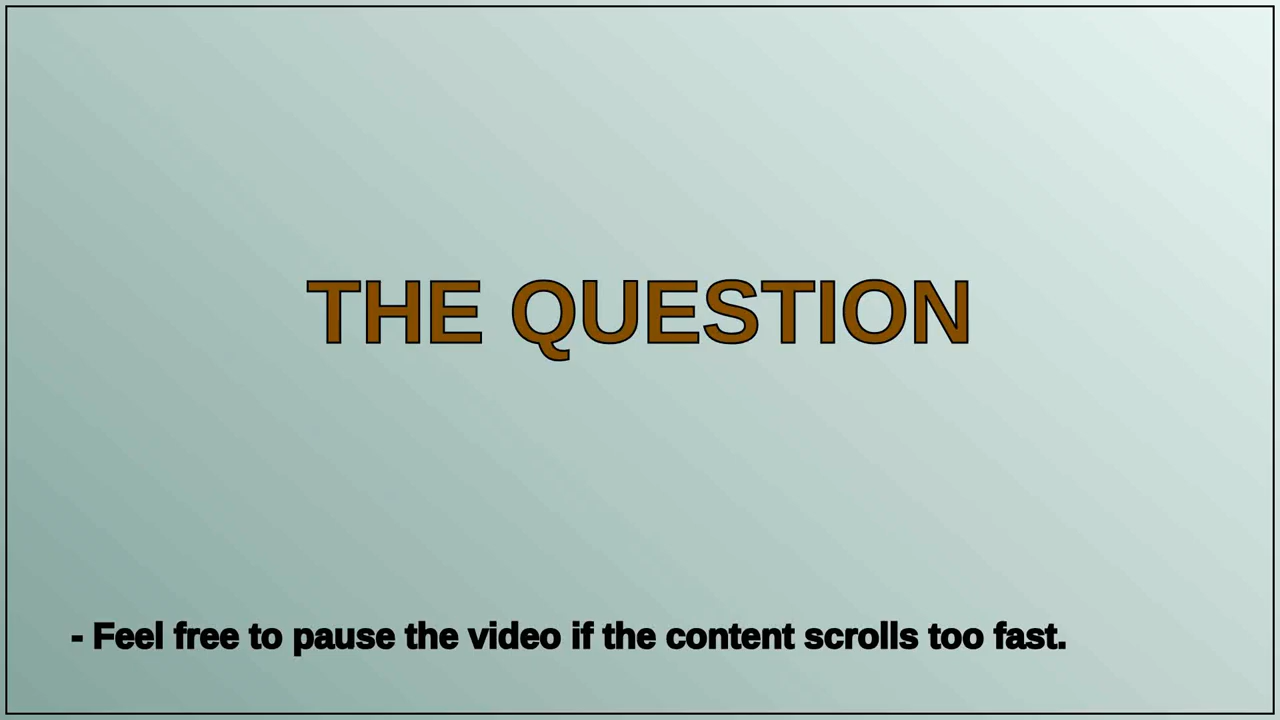 THE QUESTION
- Feel free to pause the video if the content scrolls too fast.